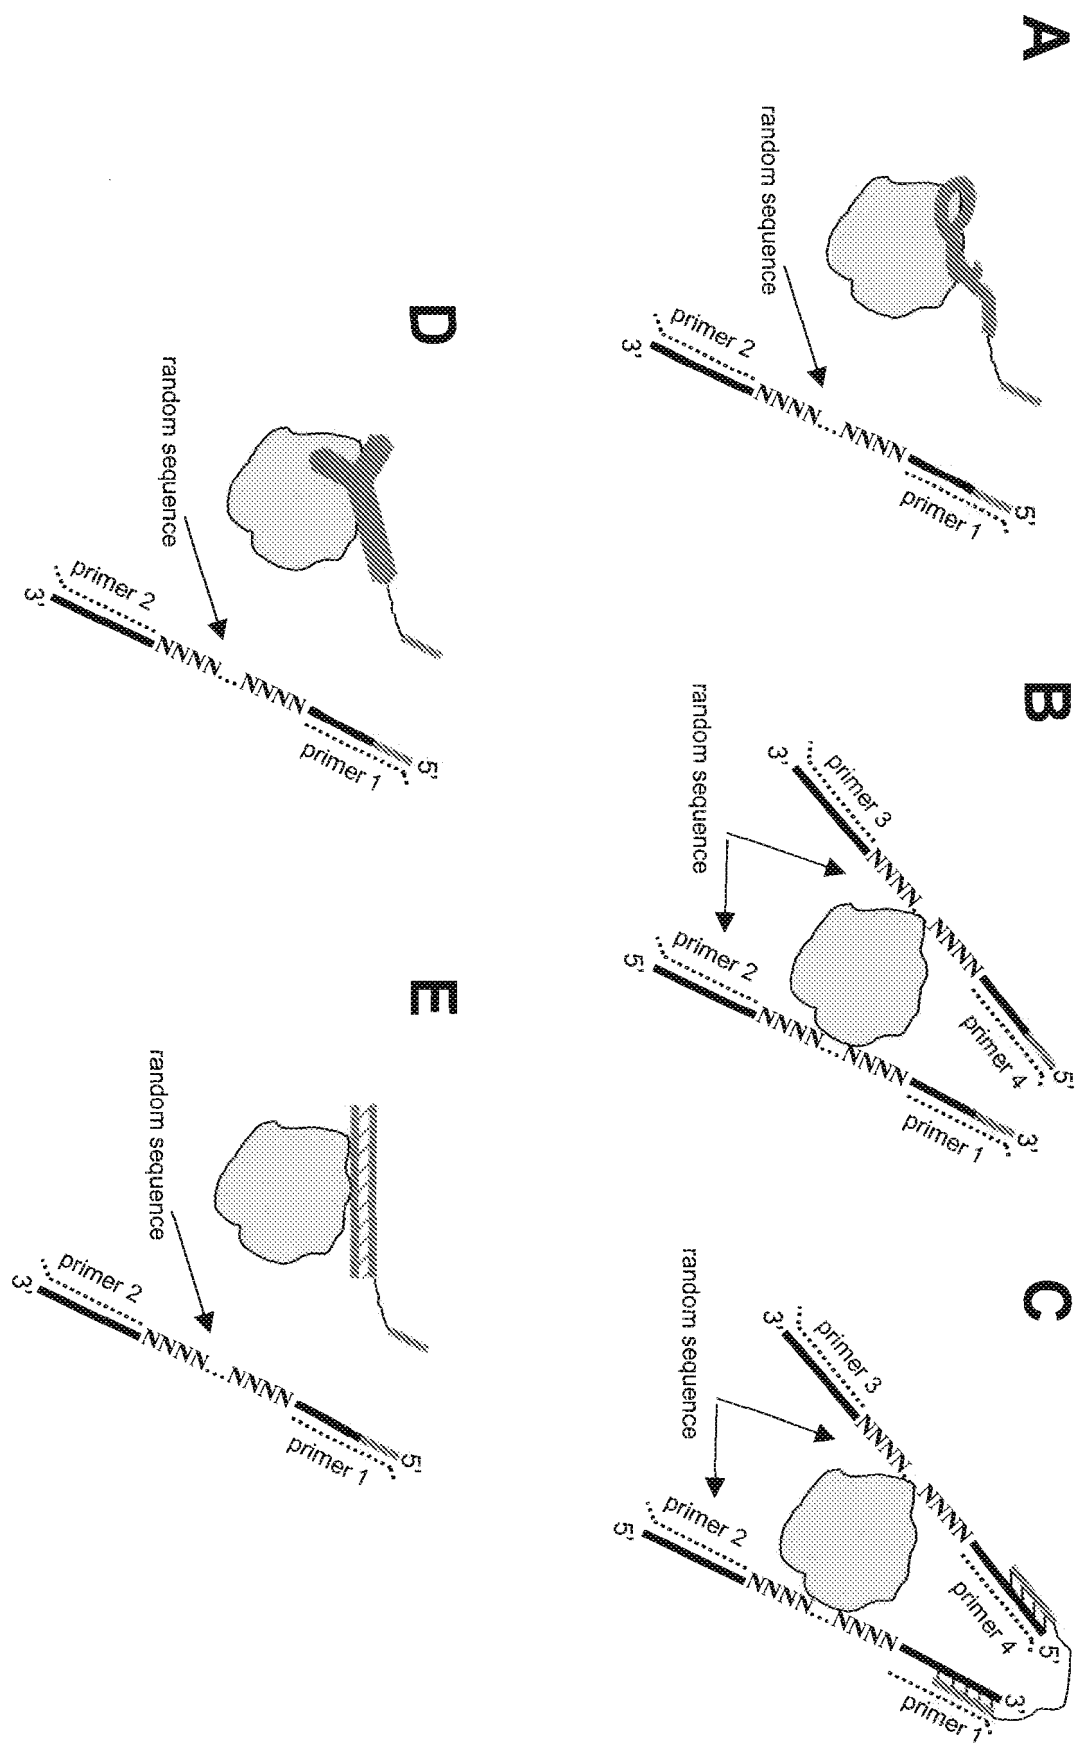 A
random sequence
3'
primer 2
NNNN...NNNN
primer 1
5'
B
random sequence
3'
primer 3
NNNN
NNNN
primer 4
5'
5'
primer 2
NNNN...NNNN
primer 1
3'
C
random sequence
3'
primer 3
NNNN
NNNN
primer 4
5'
5'
primer 2
NNNN...NNNN
primer 1
3'
D
random sequence
3'
primer 2
NNNN...NNNN
primer 1
5'
E
random sequence
3'
primer 2
NNNN...NNNN
primer 1
5'